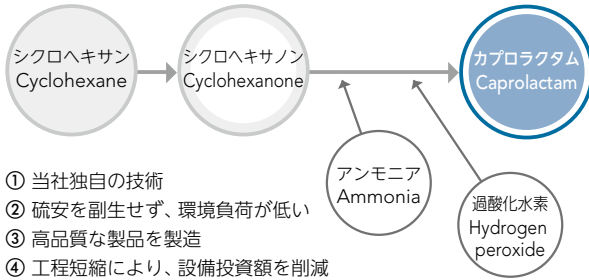 シクロヘキサン
Cyclohexane
シクロヘキサノン
Cyclohexanone
カプロラクタム
Caprolactam
アンモニア
Ammonia
過酸化水素
Hydrogen
peroxide
① 当社独自の技術
② 硫安を副生せず、環境負荷が低い
③ 高品質な製品を製造
④ 工程短縮により、設備投資額を削減